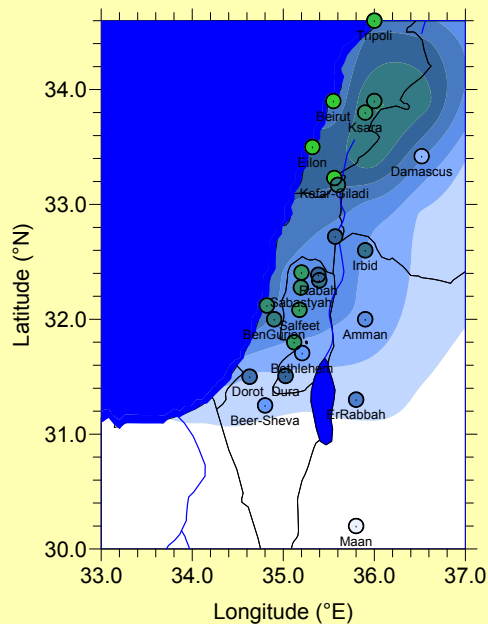 Tripoli
34.0
Beirut
Ksara
Eilon
Damascus
Kefar-Giladi
33.0
Irbid
Rabah
Sabastyah
32.0
Salfeet
BenGurion
Amman
Bethlehem
Dorot
Dura
ErRabbah
31.0
Beer-Sheva
Maan
30.0
33.0
34.0
35.0
36.0
37.0
Latitude (°N)
Longitude (°E)